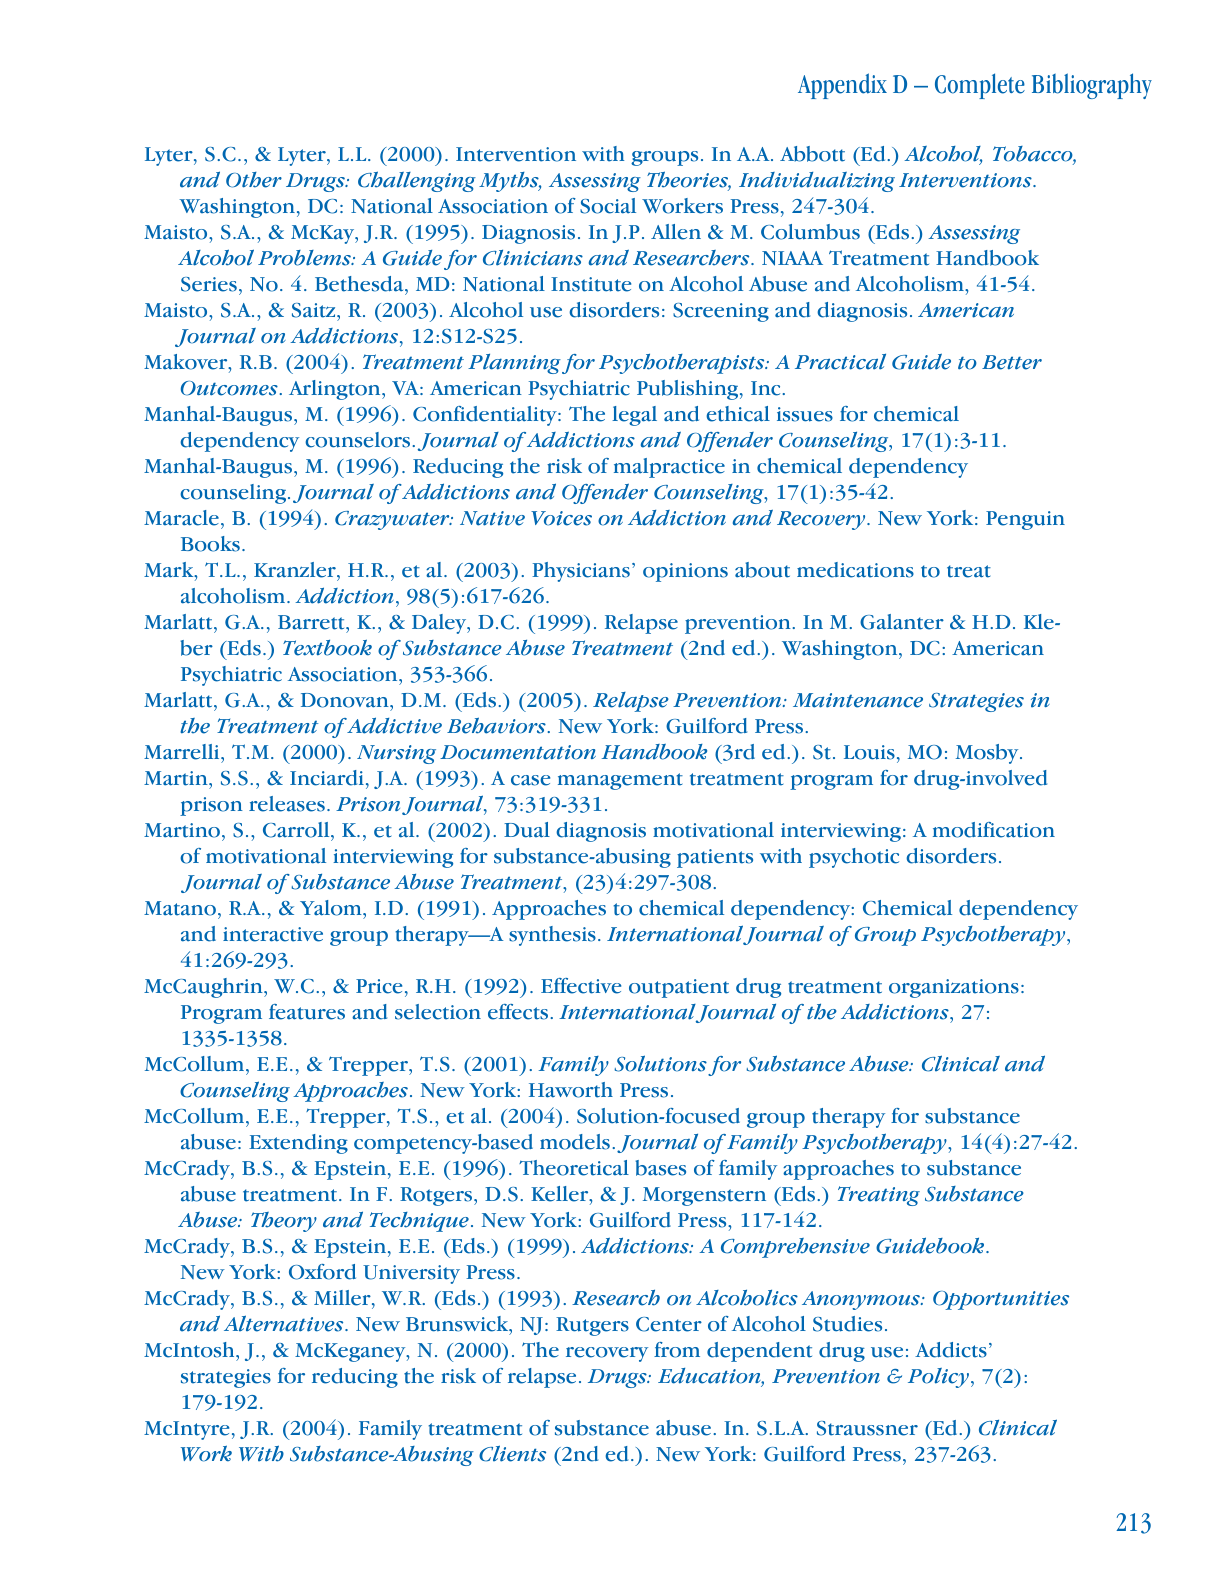 Appendix D – Complete Bibliography
Lyter, S.C., & Lyter, L.L. (2000). Intervention with groups. In A.A. Abbott (Ed.) Alcohol, Tobacco,
and Other Drugs: Challenging Myths, Assessing Theories, Individualizing Interventions.
Washington, DC: National Association of Social Workers Press, 247-304.
Maisto, S.A., & McKay, J.R. (1995). Diagnosis. In J.P. Allen & M. Columbus (Eds.) Assessing
Alcohol Problems: A Guide for Clinicians and Researchers. NIAAA Treatment Handbook
Series, No. 4. Bethesda, MD: National Institute on Alcohol Abuse and Alcoholism, 41-54.
Maisto, S.A., & Saitz, R. (2003). Alcohol use disorders: Screening and diagnosis. American
Journal on Addictions, 12:S12-S25.
Makover, R.B. (2004). Treatment Planning for Psychotherapists: A Practical Guide to Better
Outcomes. Arlington, VA: American Psychiatric Publishing, Inc.
Manhal-Baugus, M. (1996). Confidentiality: The legal and ethical issues for chemical
dependency counselors. Journal of Addictions and Offender Counseling, 17(1):3-11.
Manhal-Baugus, M. (1996). Reducing the risk of malpractice in chemical dependency
counseling. Journal of Addictions and Offender Counseling, 17(1):35-42.
Maracle, B. (1994). Crazywater: Native Voices on Addiction and Recovery. New York: Penguin
Books.
Mark, T.L., Kranzler, H.R., et al. (2003). Physicians’ opinions about medications to treat
alcoholism. Addiction, 98(5):617-626.
Marlatt, G.A., Barrett, K., & Daley, D.C. (1999). Relapse prevention. In M. Galanter & H.D. Kle-
ber (Eds.) Textbook of Substance Abuse Treatment (2nd ed.). Washington, DC: American
Psychiatric Association, 353-366.
Marlatt, G.A., & Donovan, D.M. (Eds.) (2005). Relapse Prevention: Maintenance Strategies in
the Treatment of Addictive Behaviors. New York: Guilford Press.
Marrelli, T.M. (2000). Nursing Documentation Handbook (3rd ed.). St. Louis, MO: Mosby.
Martin, S.S., & Inciardi, J.A. (1993). A case management treatment program for drug-involved
prison releases. Prison Journal, 73:319-331.
Martino, S., Carroll, K., et al. (2002). Dual diagnosis motivational interviewing: A modification
of motivational interviewing for substance-abusing patients with psychotic disorders.
Journal of Substance Abuse Treatment, (23)4:297-308.
Matano, R.A., & Yalom, I.D. (1991). Approaches to chemical dependency: Chemical dependency
and interactive group therapy—A synthesis. International Journal of Group Psychotherapy,
41:269-293.
McCaughrin, W.C., & Price, R.H. (1992). Effective outpatient drug treatment organizations:
Program features and selection effects. International Journal of the Addictions, 27:
1335-1358.
McCollum, E.E., & Trepper, T.S. (2001). Family Solutions for Substance Abuse: Clinical and
Counseling Approaches. New York: Haworth Press.
McCollum, E.E., Trepper, T.S., et al. (2004). Solution-focused group therapy for substance
abuse: Extending competency-based models. Journal of Family Psychotherapy, 14(4):27-42.
McCrady, B.S., & Epstein, E.E. (1996). Theoretical bases of family approaches to substance
abuse treatment. In F. Rotgers, D.S. Keller, & J. Morgenstern (Eds.) Treating Substance
Abuse: Theory and Technique. New York: Guilford Press, 117-142.
McCrady, B.S., & Epstein, E.E. (Eds.) (1999). Addictions: A Comprehensive Guidebook.
New York: Oxford University Press.
McCrady, B.S., & Miller, W.R. (Eds.) (1993). Research on Alcoholics Anonymous: Opportunities
and Alternatives. New Brunswick, NJ: Rutgers Center of Alcohol Studies.
McIntosh, J., & McKeganey, N. (2000). The recovery from dependent drug use: Addicts’
strategies for reducing the risk of relapse. Drugs: Education, Prevention & Policy, 7(2):
179-192.
McIntyre, J.R. (2004). Family treatment of substance abuse. In. S.L.A. Straussner (Ed.) Clinical
Work With Substance-Abusing Clients (2nd ed.). New York: Guilford Press, 237-263.
213